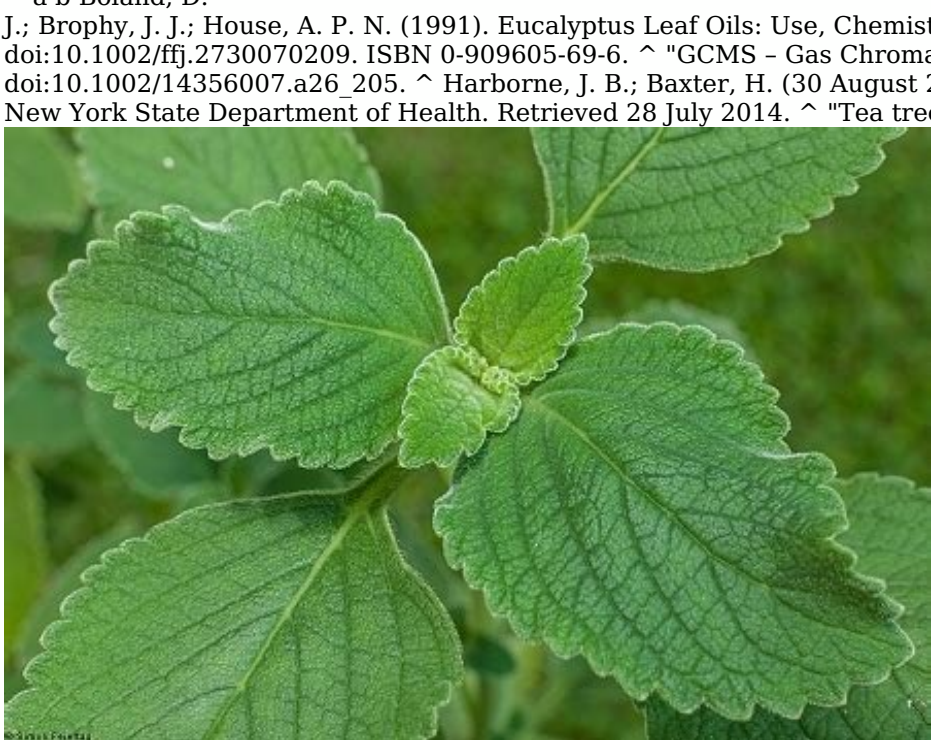 a b Boland, D.
J.; Brophy, J. J.; House, A. P. N. (1991). Eucalyptus Leaf Oils: Use, Chemist
doi:10.1002/ffj.2730070209. ISBN 0-909605-69-6. ^ "GCMS – Gas Chroma
doi:10.1002/14356007.a26_205. ^ Harborne, J. B.; Baxter, H. (30 August 2
New York State Department of Health. Retrieved 28 July 2014. ^ "Tea tree